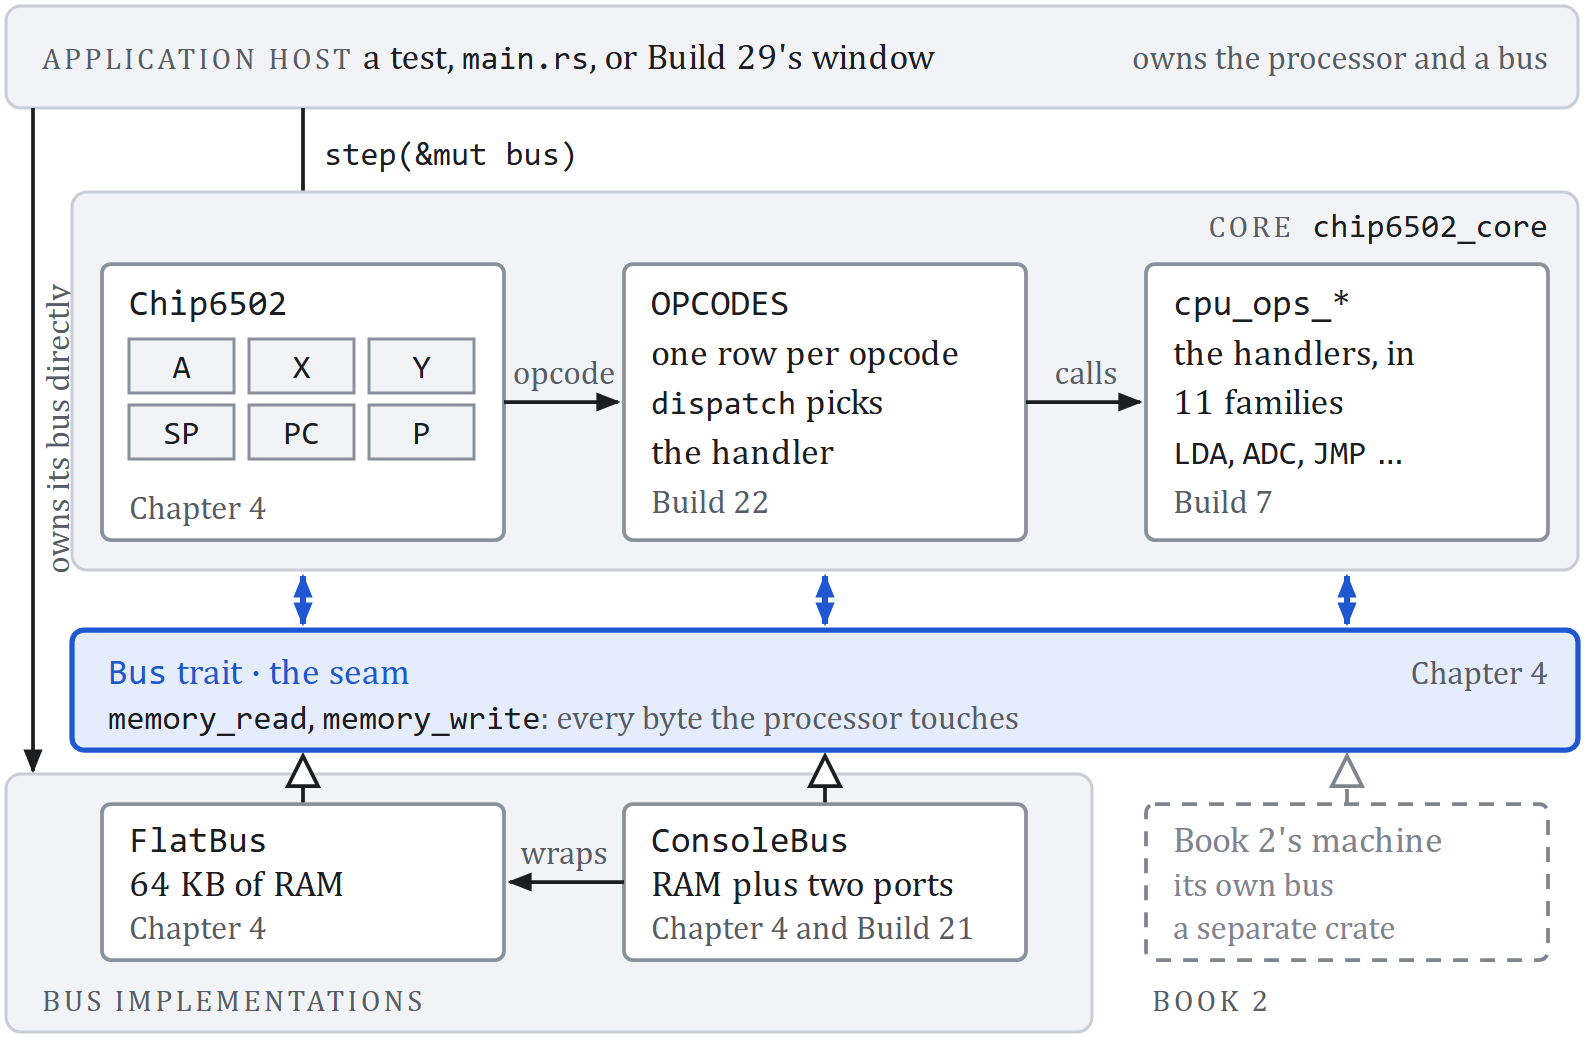 APPLICATION HOST a test, main.rs, or Build 29's window
owns the processor and a bus
step(&mut bus)
owns its bus directly
CORE chip6502_core
Chip6502
A X Y
SP PC P
Chapter 4
opcode
OPCODES
one row per opcode
dispatch picks
the handler
Build 22
calls
cpu_ops_*
the handlers, in
11 families
LDA, ADC, JMP …
Build 7
Bus trait · the seam
Chapter 4
memory_read, memory_write: every byte the processor touches
FlatBus
64 KB of RAM
Chapter 4
wraps
ConsoleBus
RAM plus two ports
Chapter 4 and Build 21
Book 2's machine
its own bus
a separate crate
BUS IMPLEMENTATIONS
BOOK 2